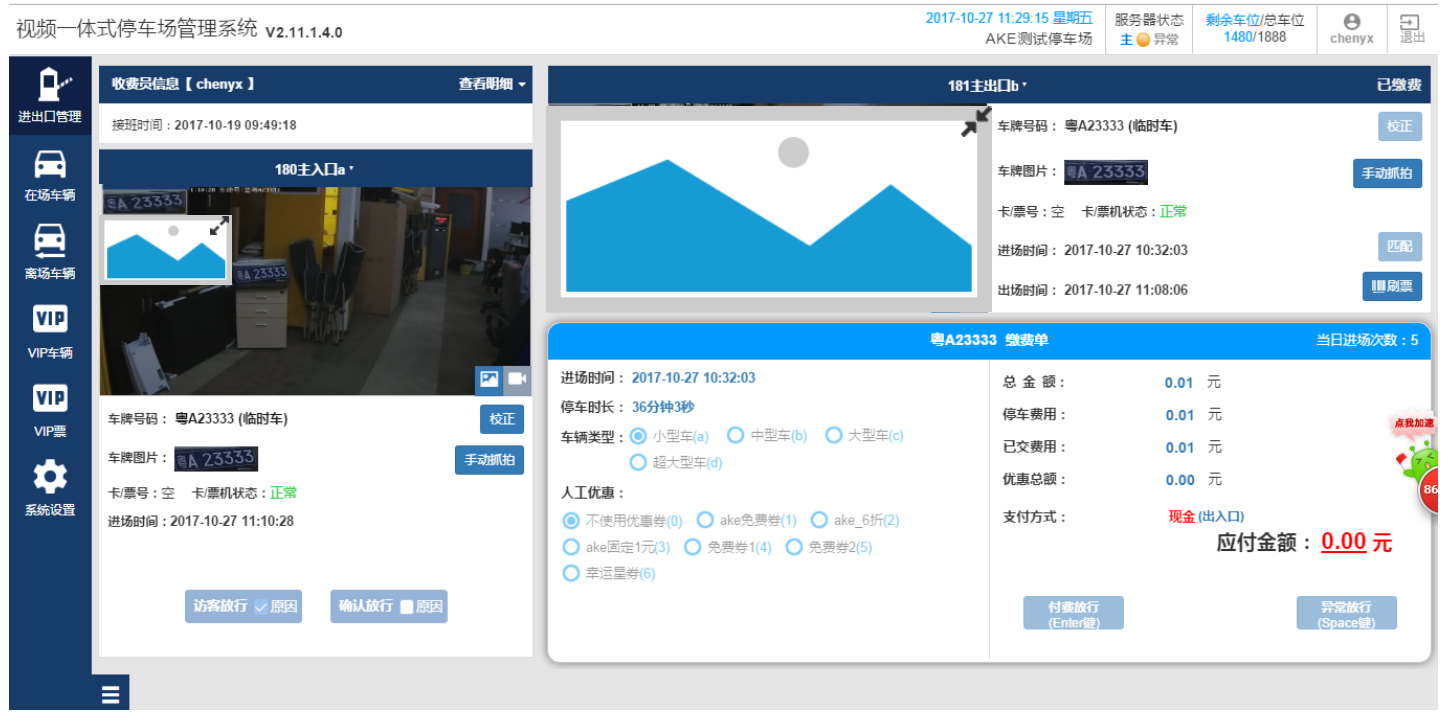 视频一体式停车场管理系统 V2.11.1.4.0
2017-10-27 11:29:15 星期五
AKE测试停车场
服务器状态
主 异常
剩余车位/总车位
1480/1888
chenyx
退出
进出口管理
在场车辆
离场车辆
VIP
VIP车辆
VIP
VIP票
系统设置
收费员信息【 chenyx 】 查看明细
接班时间：2017-10-19 09:49:18
180主入口a
粤A 23333
粤A 23333
车牌号码： 粤A23333 (临时车) 校正
车牌图片： 粤A 23333 手动抓拍
卡/票号：空 卡/票机状态：正常
进场时间：2017-10-27 11:10:28
访客放行 原因 确认放行 原因
181主出口b 已缴费
车牌号码： 粤A23333 (临时车) 校正
车牌图片： 粤A 23333 手动抓拍
卡/票号：空 卡/票机状态：正常
进场时间： 2017-10-27 10:32:03 匹配
出场时间： 2017-10-27 11:08:06 刷票
粤A23333 缴费单 当日进场次数：5
进场时间： 2017-10-27 10:32:03
停车时长： 36分钟3秒
车辆类型： 小型车(a) 中型车(b) 大型车(c)
超大型车(d)
人工优惠：
不使用优惠券(0) ake免费券(1) ake_6折(2)
ake固定1元(3) 免费券1(4) 免费券2(5)
幸运星券(6)
总 金 额： 0.01 元
停车费用： 0.01 元
已交费用： 0.01 元
优惠总额： 0.00 元
支付方式： 现金(出入口)
应付金额： 0.00 元
付费放行
(Enter键)
异常放行
(Space键)
点我加速
86